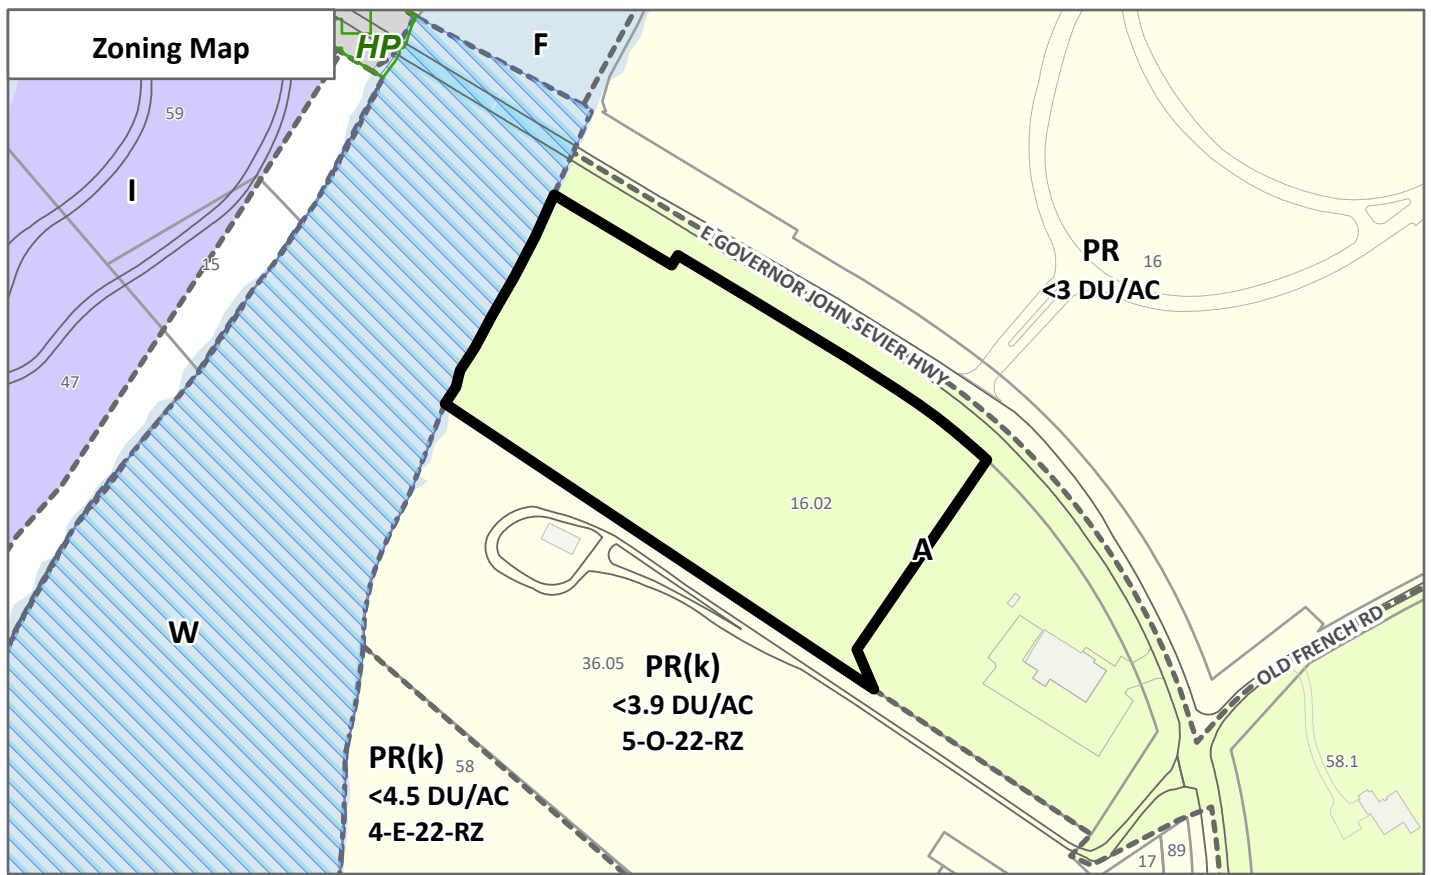 Zoning Map
HP
F
59
I
E GOVERNOR JOHN SEVIER HWY
PR
16
<3 DU/AC
15
47
16.02
A
W
OLD FRENCH RD
36.05
PR(k)
<3.9 DU/AC
5-O-22-RZ
PR(k)
58
<4.5 DU/AC
4-E-22-RZ
58.1
17
89